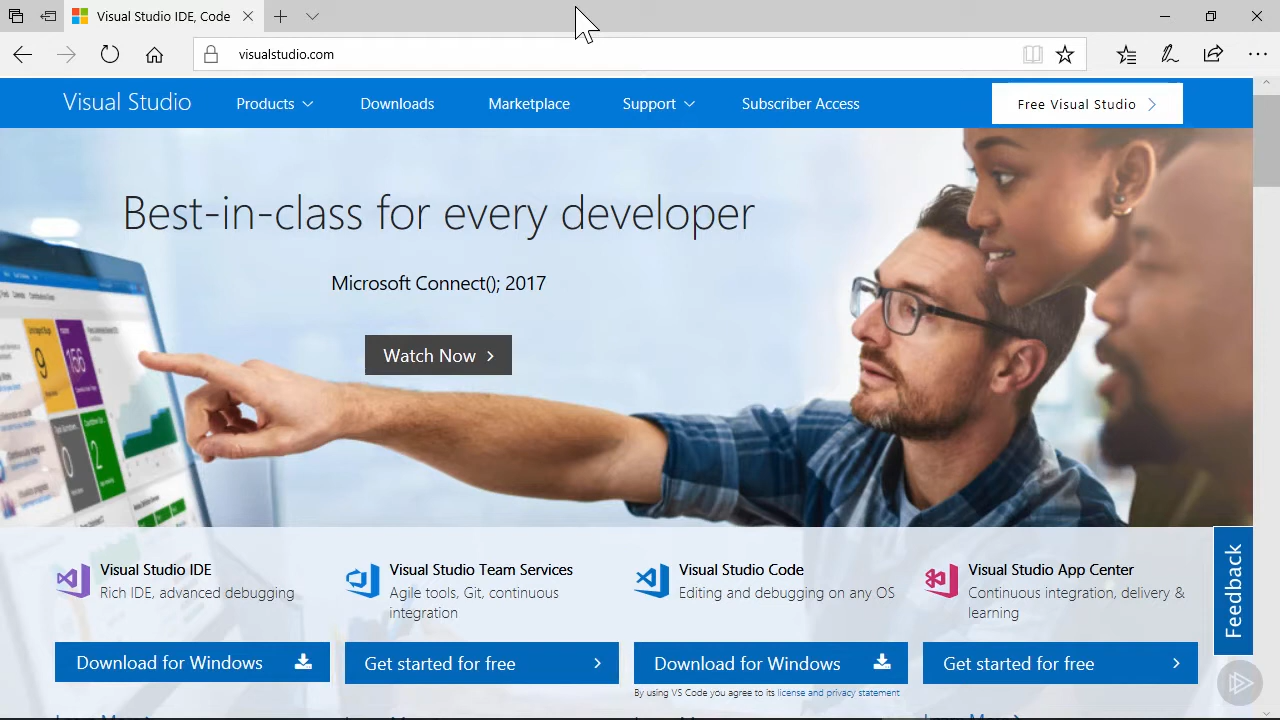 Visual Studio IDE, Code
visualstudio.com
Visual Studio
Products
Downloads
Marketplace
Support
Subscriber Access
Free Visual Studio
Best-in-class for every developer
Microsoft Connect(); 2017
Watch Now
9
156
0
2
Visual Studio IDE
Rich IDE, advanced debugging
Download for Windows
Visual Studio Team Services
Agile tools, Git, continuous
integration
Get started for free
Visual Studio Code
Editing and debugging on any OS
Download for Windows
By using VS Code you agree to its license and privacy statement
Visual Studio App Center
Continuous integration, delivery &
learning
Get started for free
Feedback